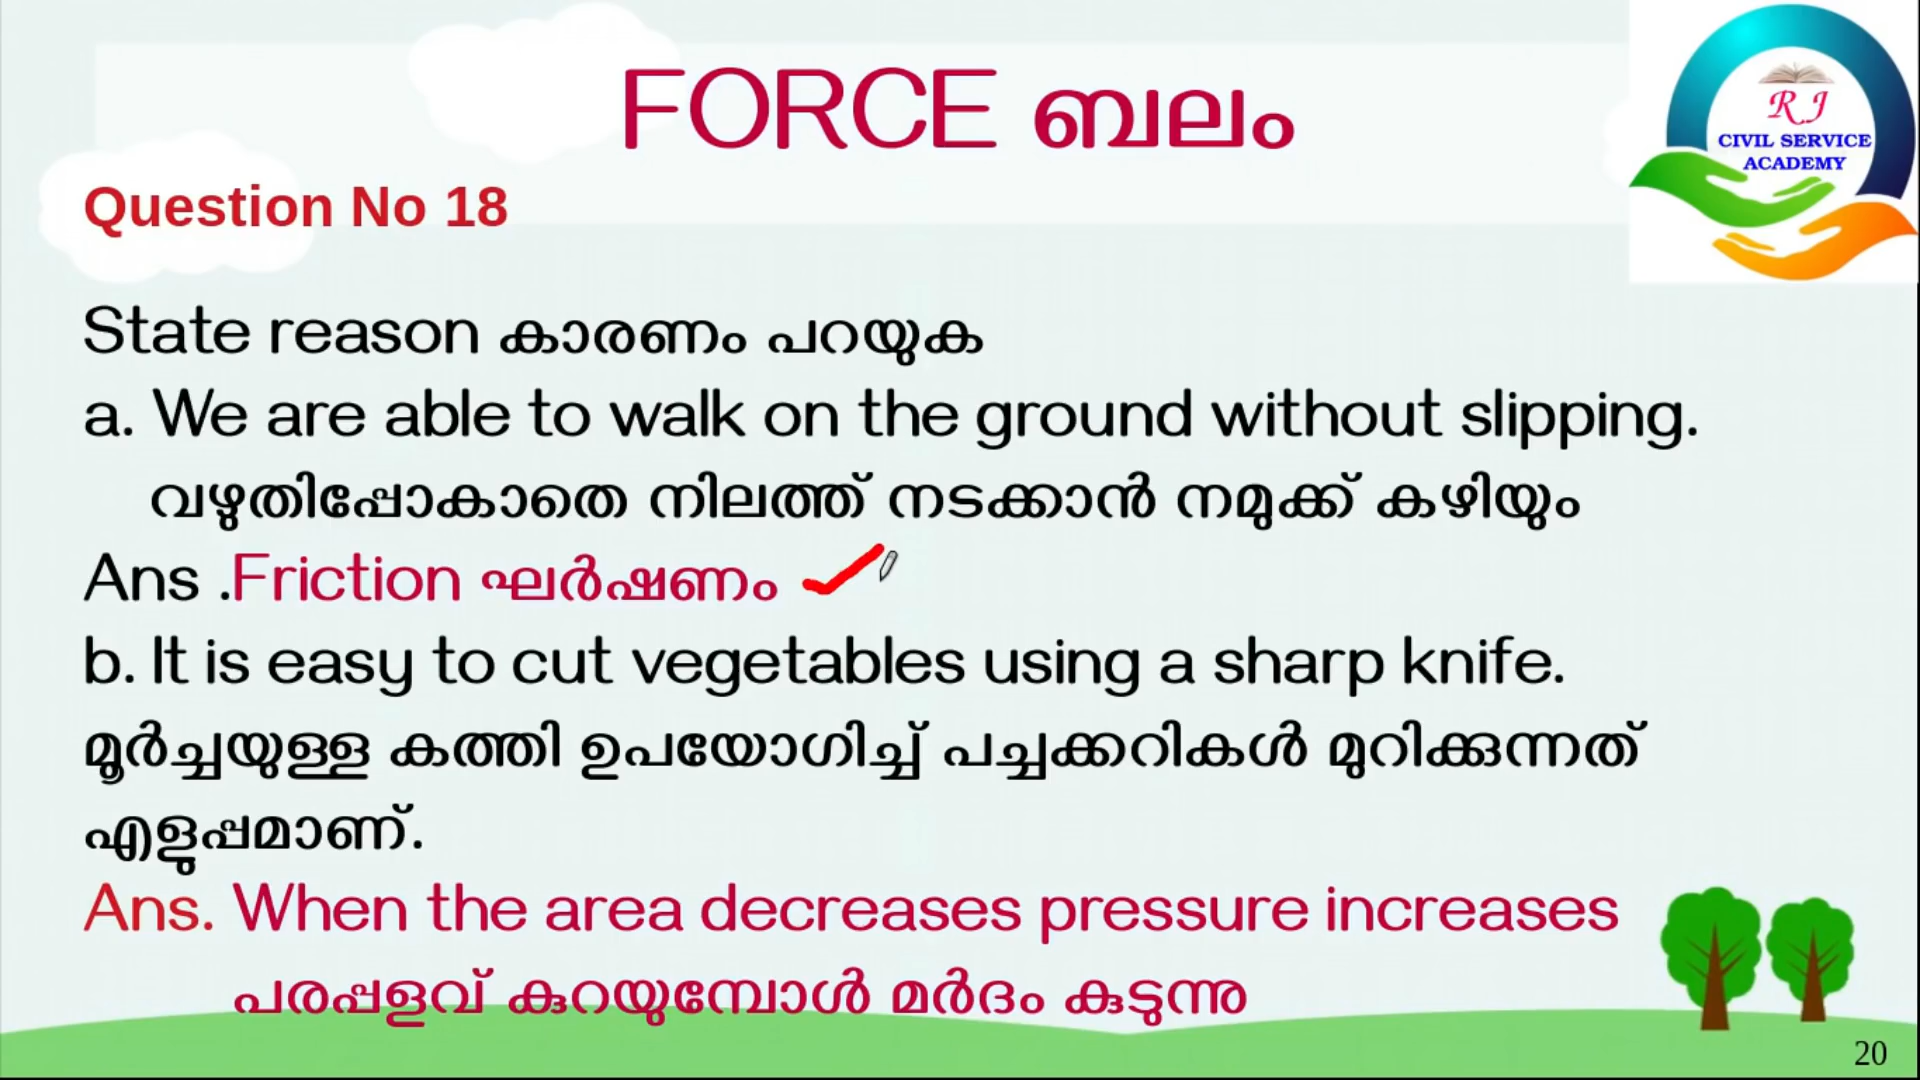 FORCE ബലം
R J
CIVIL SERVICE
ACADEMY
Question No 18
State reason കാരണം പറയുക
a. We are able to walk on the ground without slipping.
വഴുതിപ്പോകാതെ നിലത്ത് നടക്കാൻ നമുക്ക് കഴിയും
Ans .Friction ഘർഷണം
b. It is easy to cut vegetables using a sharp knife.
മൂർച്ചയുള്ള കത്തി ഉപയോഗിച്ച് പച്ചക്കറികൾ മുറിക്കുന്നത്
എളുപ്പമാണ്.
Ans. When the area decreases pressure increases
പരപ്പളവ് കുറയുമ്പോൾ മർദം കുടുന്നു
20